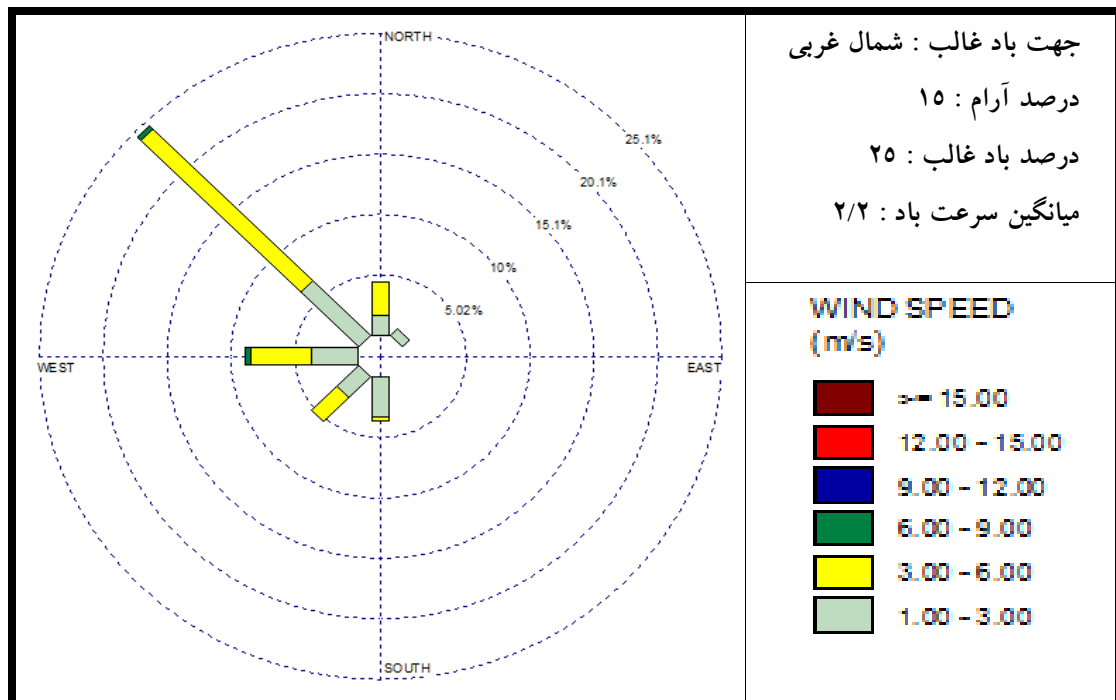 NORTH
25.1%
20.1%
15.1%
10%
5.02%
WEST
EAST
SOUTH
جهت باد غالب : شمال غربی
درصد آرام : ۱۵
درصد باد غالب : ۲۵
میانگین سرعت باد : ۲/۲
WIND SPEED
(m/s)
>= 15.00
12.00 - 15.00
9.00 - 12.00
6.00 - 9.00
3.00 - 6.00
1.00 - 3.00